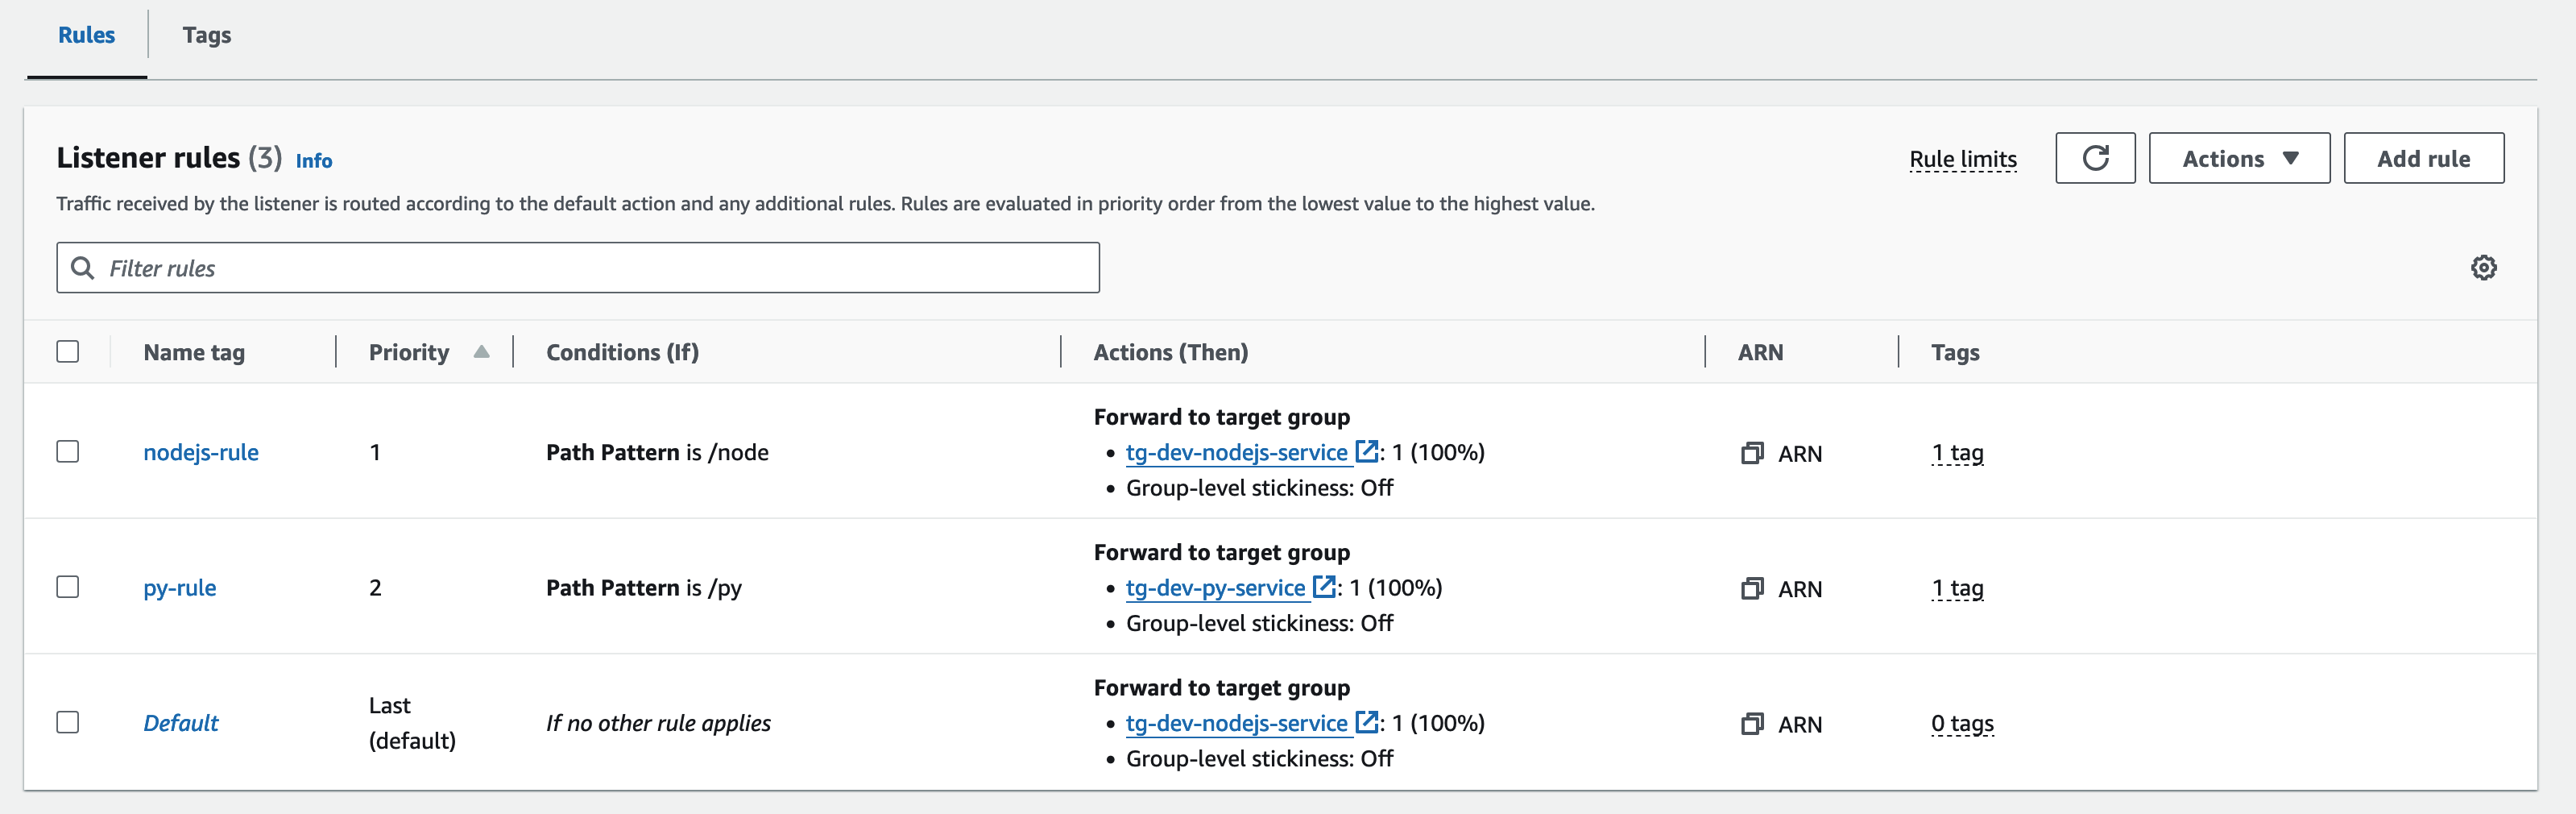 Rules
Tags
Listener rules (3) Info
Rule limits
Actions
Add rule
Traffic received by the listener is routed according to the default action and any additional rules. Rules are evaluated in priority order from the lowest value to the highest value.
Filter rules
Name tag Priority Conditions (If) Actions (Then) ARN Tags
Forward to target group
nodejs-rule 1 Path Pattern is /node • tg-dev-nodejs-service : 1 (100%) ARN 1 tag
• Group-level stickiness: Off
Forward to target group
py-rule 2 Path Pattern is /py • tg-dev-py-service : 1 (100%) ARN 1 tag
• Group-level stickiness: Off
Forward to target group
Default Last (default) If no other rule applies • tg-dev-nodejs-service : 1 (100%) ARN 0 tags
• Group-level stickiness: Off